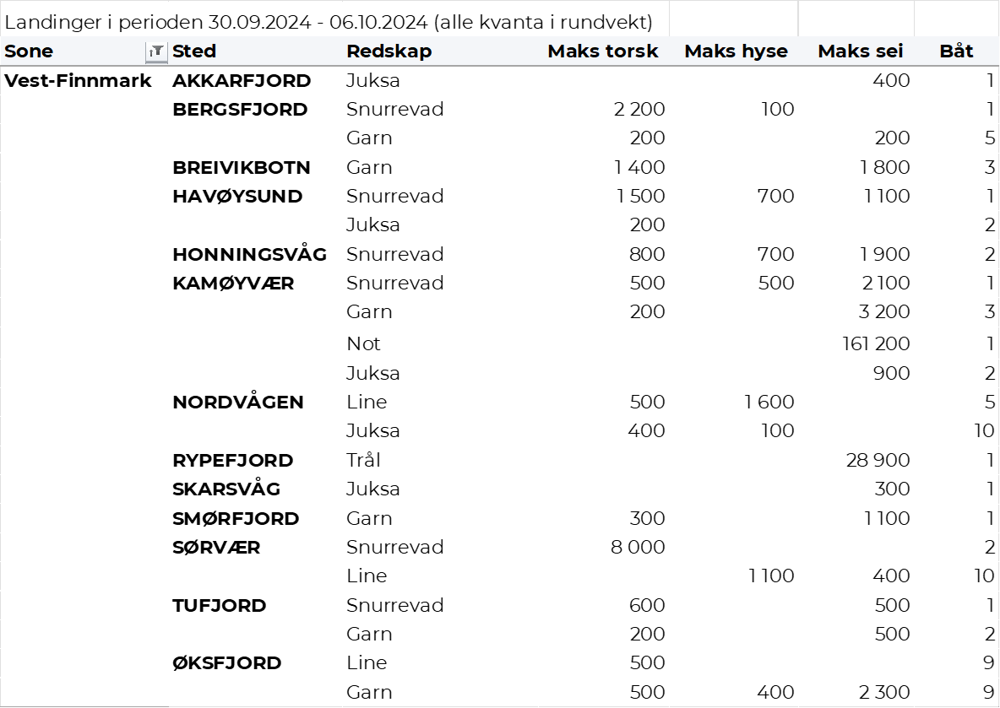 Landinger i perioden 30.09.2024 - 06.10.2024 (alle kvanta i rundvekt)
Sone Sted Redskap Maks torsk Maks hyse Maks sei Båt
Vest-Finnmark AKKARFJORD Juksa 400 1
BERGSFJORD Snurrevad 2 200 100 1
Garn 200 200 5
BREIVIKBOTN Garn 1 400 1 800 3
HAVØYSUND Snurrevad 1 500 700 1 100 1
Juksa 200 2
HONNINGSVÅG Snurrevad 800 700 1 900 2
KAMØYVÆR Snurrevad 500 500 2 100 1
Garn 200 3 200 3
Not 161 200 1
Juksa 900 2
NORDVÅGEN Line 500 1 600 5
Juksa 400 100 10
RYPEFJORD Trål 28 900 1
SKARSVÅG Juksa 300 1
SMØRFJORD Garn 300 1 100 1
SØRVÆR Snurrevad 8 000 2
Line 1 100 400 10
TUFJORD Snurrevad 600 500 1
Garn 200 500 2
ØKSFJORD Line 500 9
Garn 500 400 2 300 9